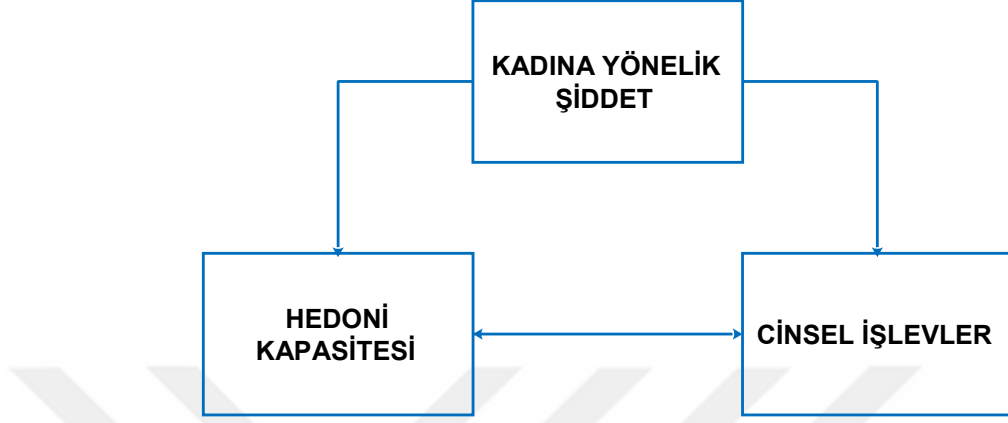 KADINA YÖNELİK
ŞİDDET
HEDONİ
KAPASİTESİ
CİNSEL İŞLEVLER